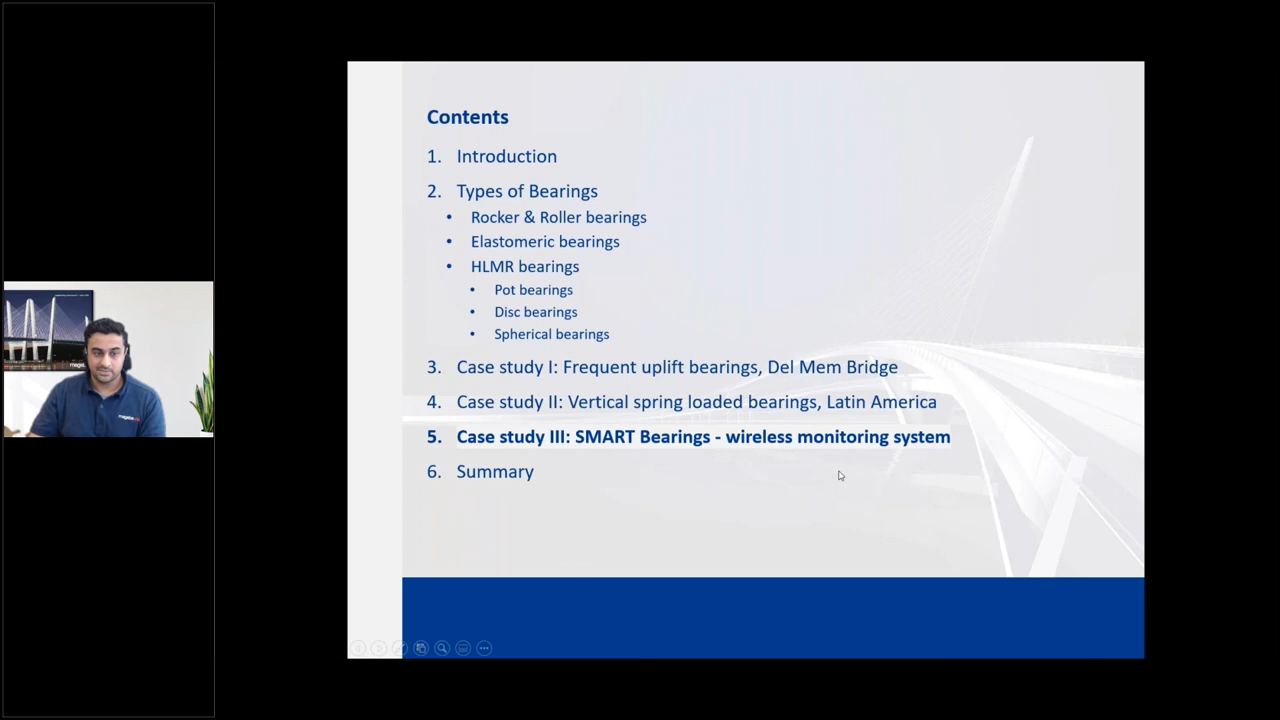 Contents
1. Introduction
2. Types of Bearings
• Rocker & Roller bearings
• Elastomeric bearings
• HLMR bearings
• Pot bearings
• Disc bearings
• Spherical bearings
3. Case study I: Frequent uplift bearings, Del Mem Bridge
4. Case study II: Vertical spring loaded bearings, Latin America
5. Case study III: SMART Bearings - wireless monitoring system
6. Summary